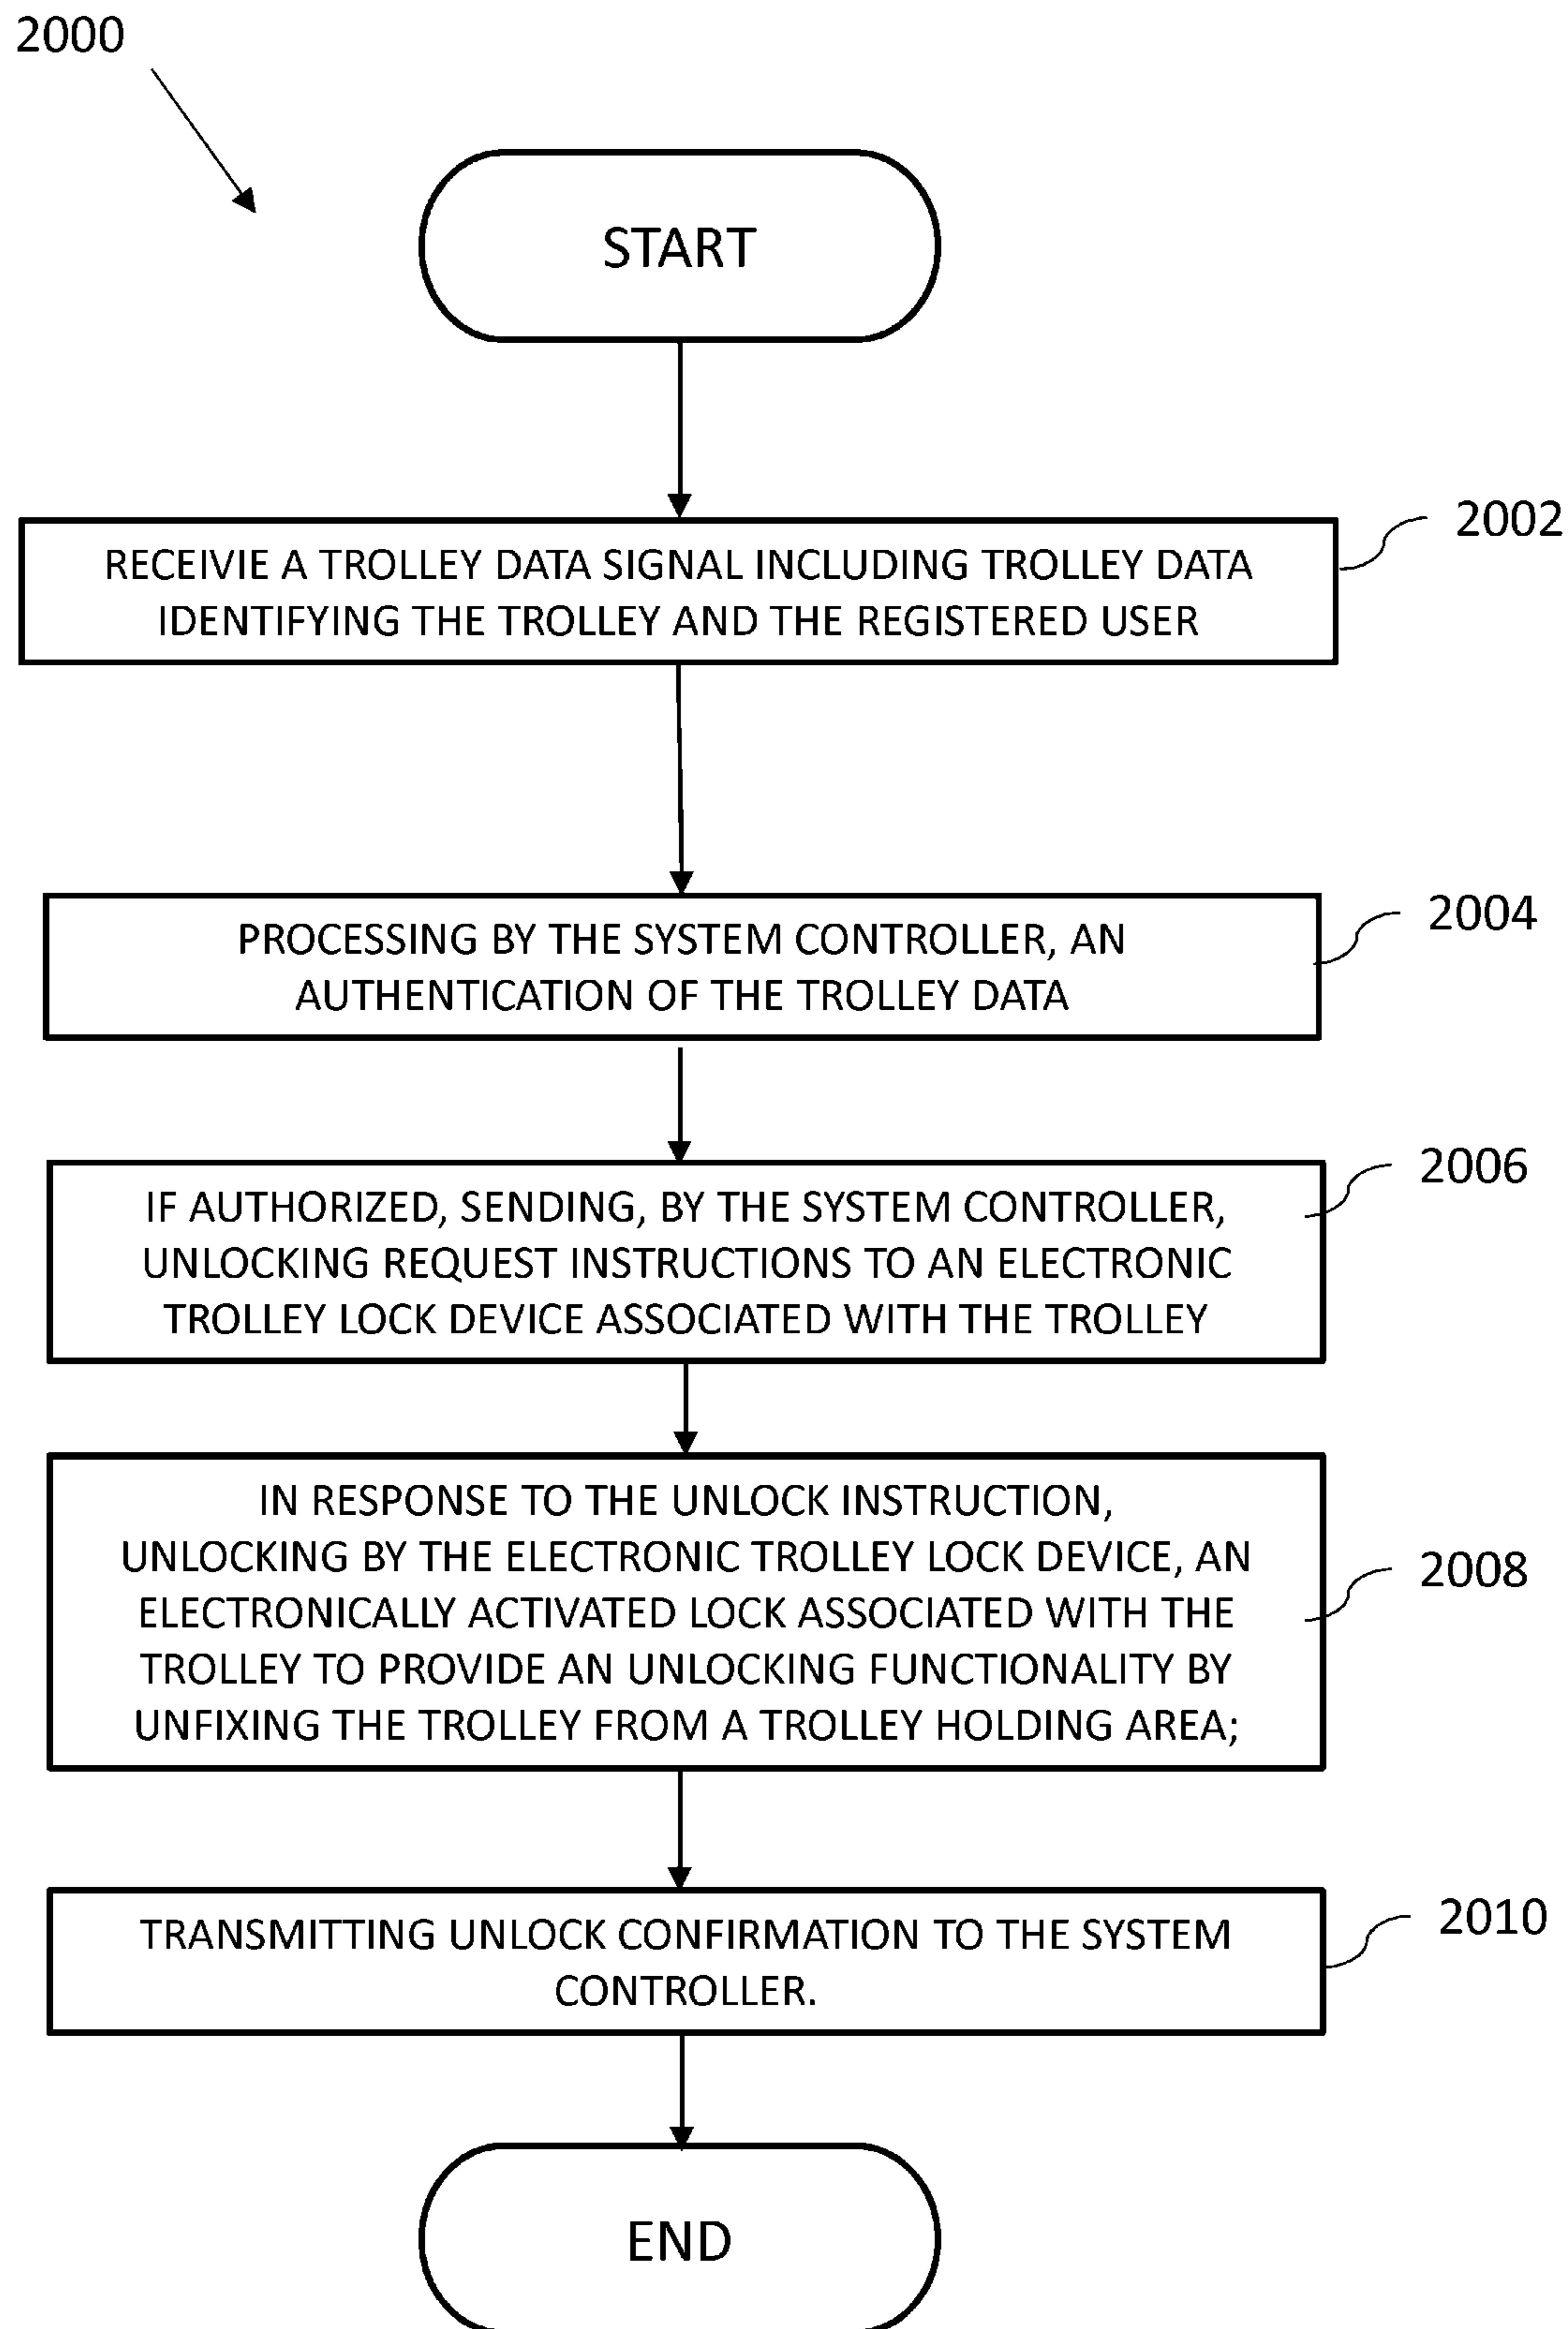 2000
START
2002
RECEIVIE A TROLLEY DATA SIGNAL INCLUDING TROLLEY DATA
IDENTIFYING THE TROLLEY AND THE REGISTERED USER
2004
PROCESSING BY THE SYSTEM CONTROLLER, AN
AUTHENTICATION OF THE TROLLEY DATA
2006
IF AUTHORIZED, SENDING, BY THE SYSTEM CONTROLLER,
UNLOCKING REQUEST INSTRUCTIONS TO AN ELECTRONIC
TROLLEY LOCK DEVICE ASSOCIATED WITH THE TROLLEY
IN RESPONSE TO THE UNLOCK INSTRUCTION,
UNLOCKING BY THE ELECTRONIC TROLLEY LOCK DEVICE, AN
2008
ELECTRONICALLY ACTIVATED LOCK ASSOCIATED WITH THE
TROLLEY TO PROVIDE AN UNLOCKING FUNCTIONALITY BY
UNFIXING THE TROLLEY FROM A TROLLEY HOLDING AREA;
2010
TRANSMITTING UNLOCK CONFIRMATION TO THE SYSTEM
CONTROLLER.
END